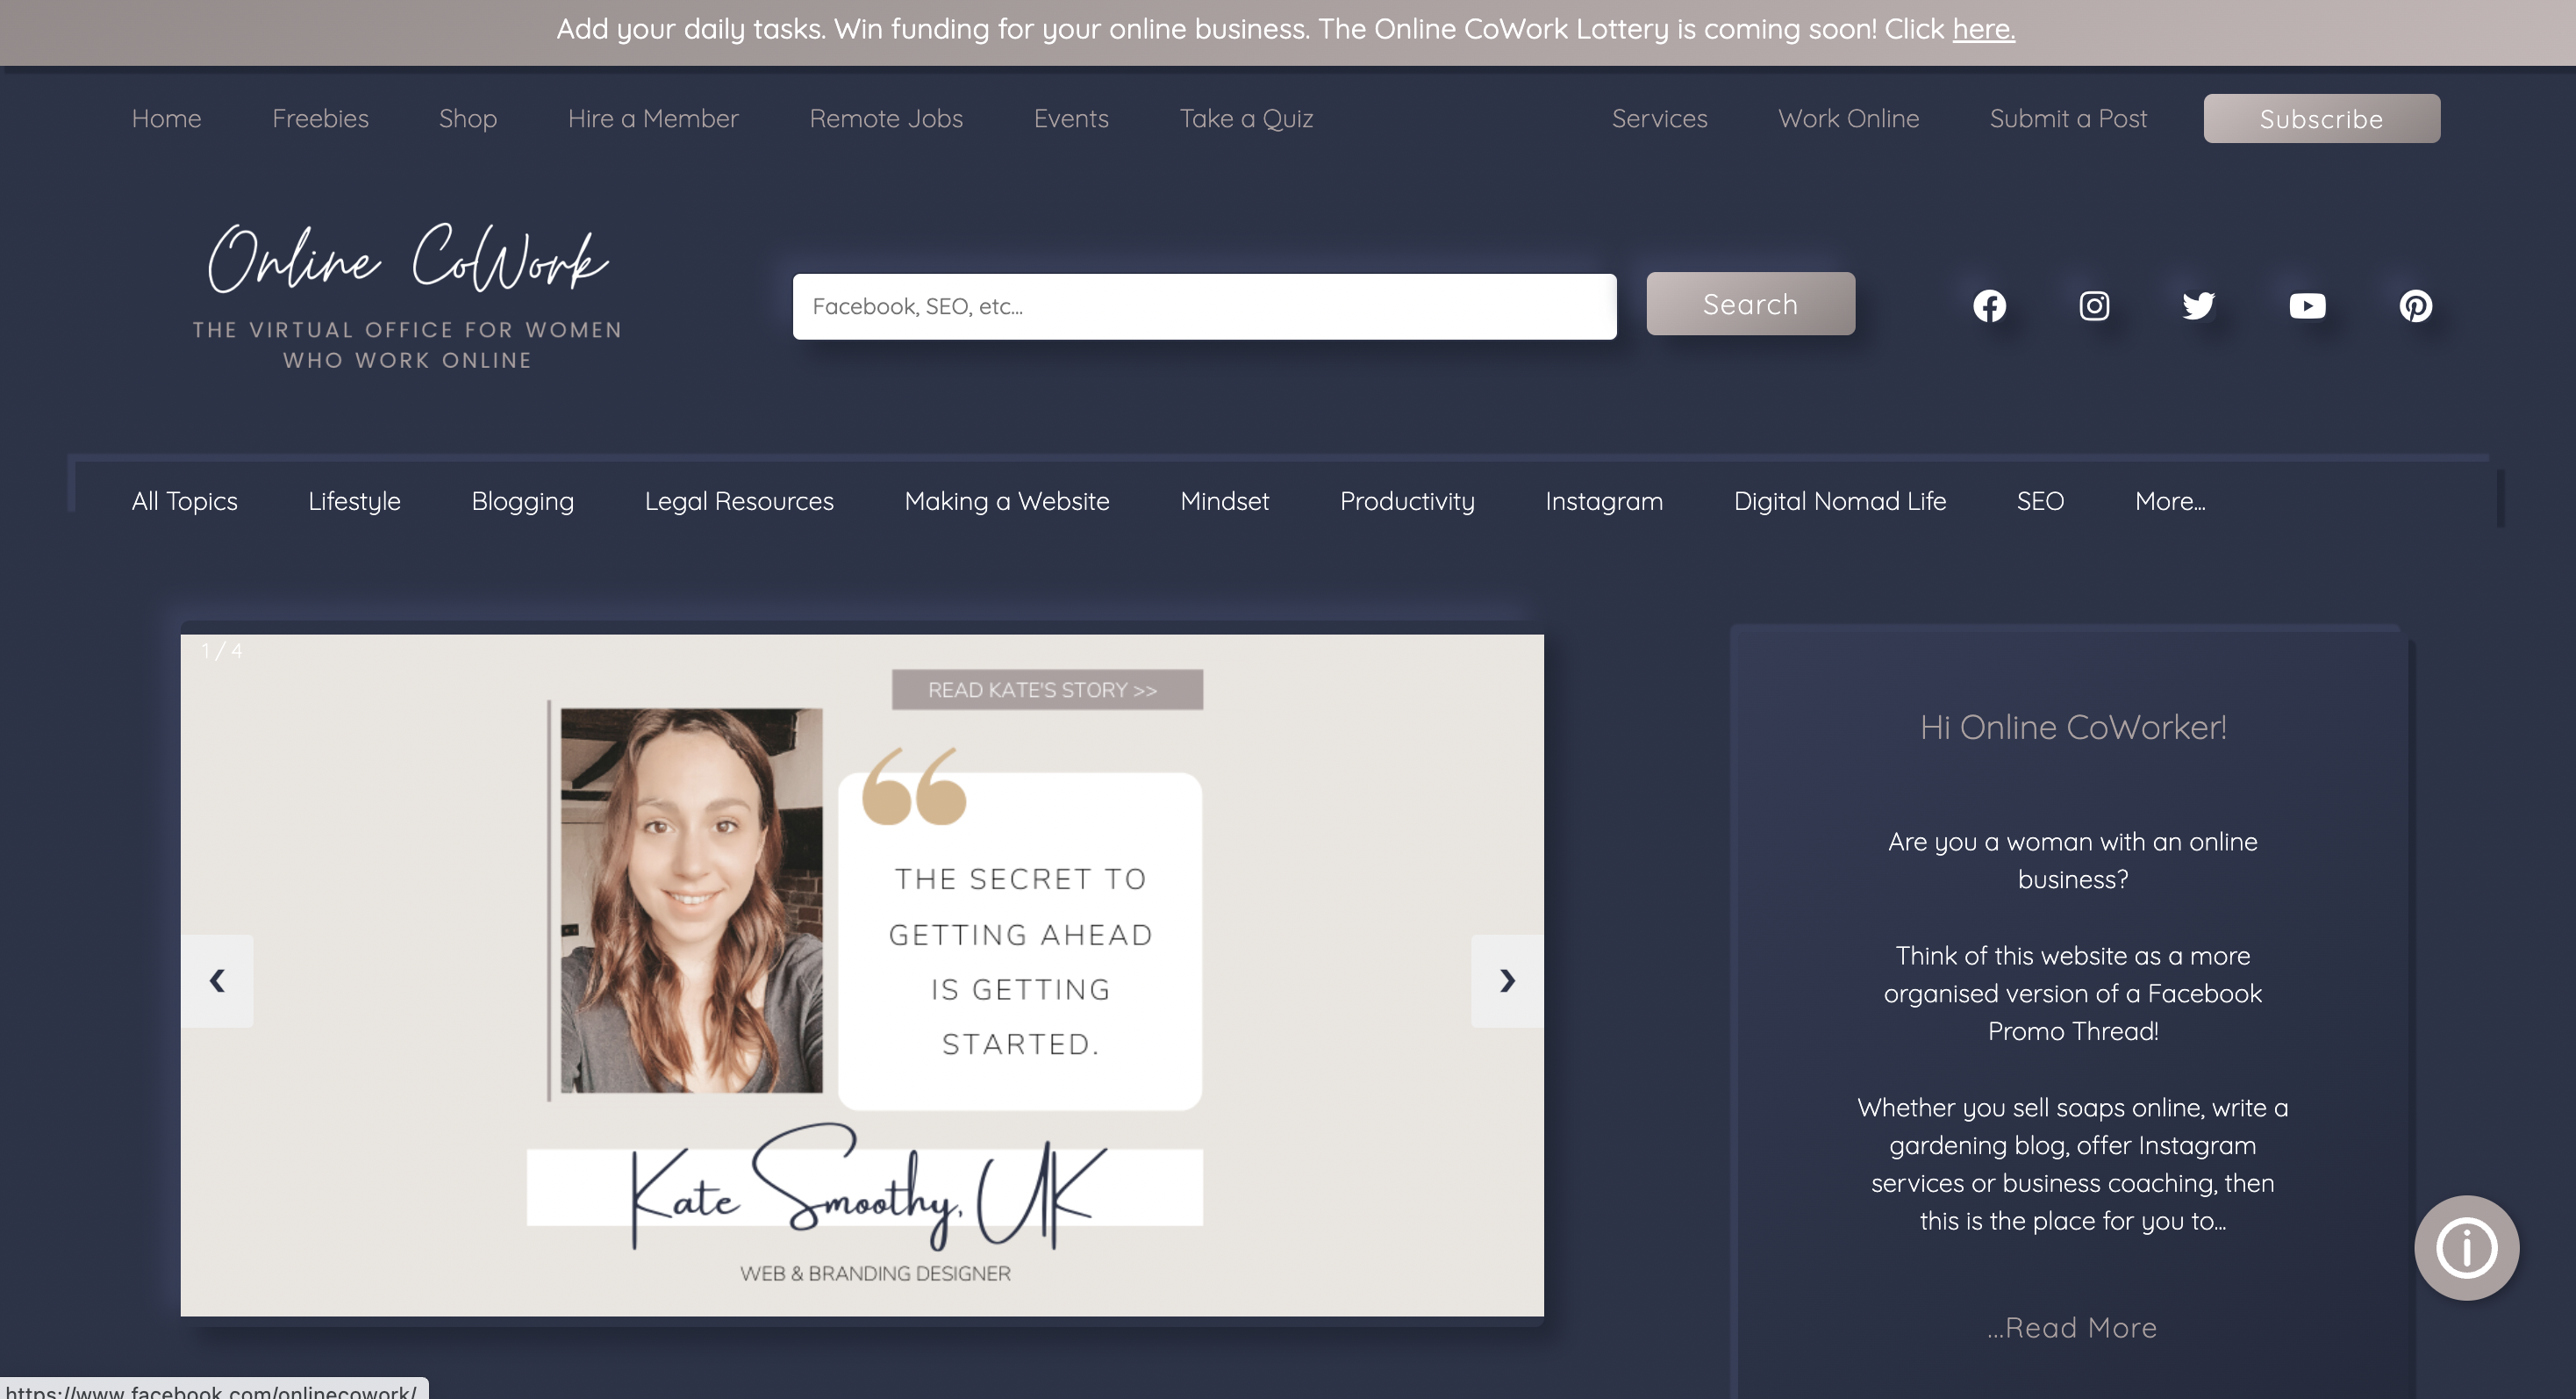 Add your daily tasks. Win funding for your online business. The Online CoWork Lottery is coming soon! Click here.
Home Freebies Shop Hire a Member Remote Jobs Events Take a Quiz Services Work Online Submit a Post Subscribe
Online CoWork
THE VIRTUAL OFFICE FOR WOMEN
WHO WORK ONLINE
Facebook, SEO, etc...
Search
All Topics Lifestyle Blogging Legal Resources Making a Website Mindset Productivity Instagram Digital Nomad Life SEO More...
1 / 4
READ KATE'S STORY >>
THE SECRET TO
GETTING AHEAD
IS GETTING
STARTED.
Kate Smoothy, UK
WEB & BRANDING DESIGNER
Hi Online CoWorker!
Are you a woman with an online
business?
Think of this website as a more
organised version of a Facebook
Promo Thread!
Whether you sell soaps online, write a
gardening blog, offer Instagram
services or business coaching, then
this is the place for you to...
...Read More
https://www.facebook.com/onlinecowork/